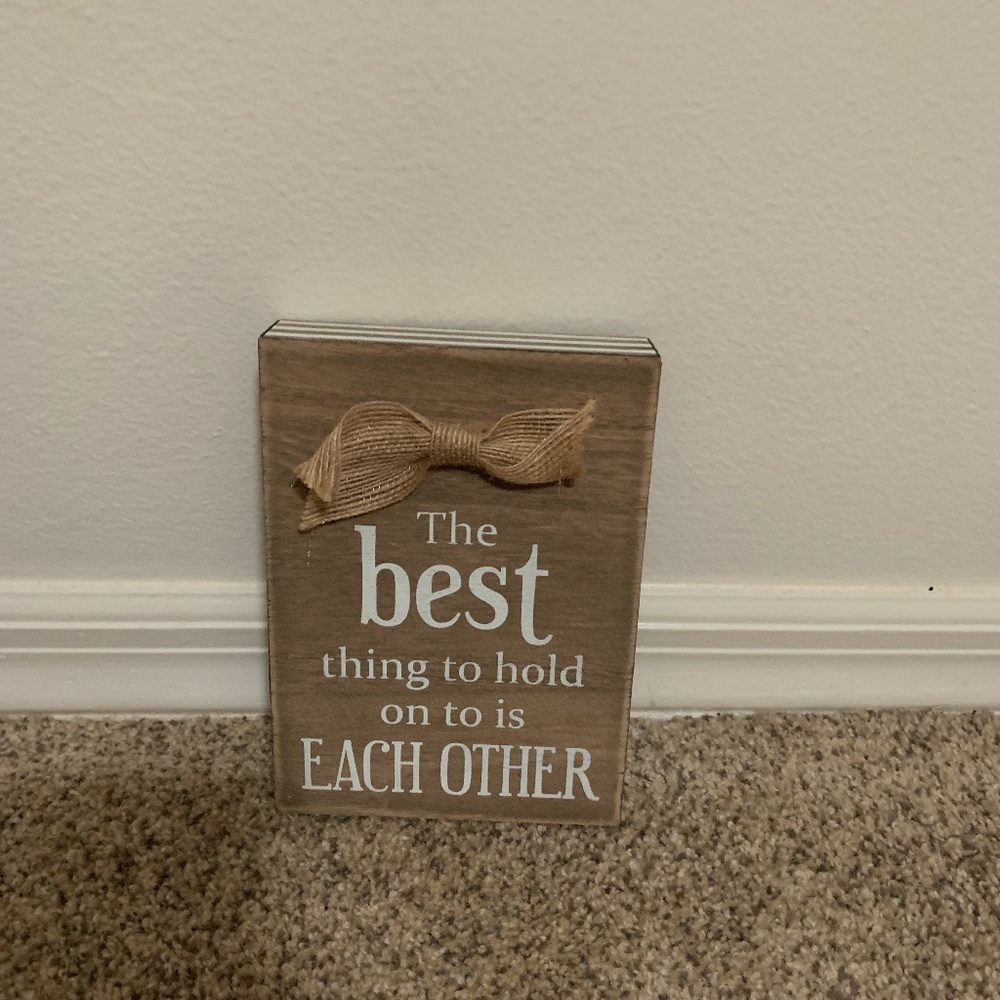 The
best
thing to hold
on to is
EACH OTHER